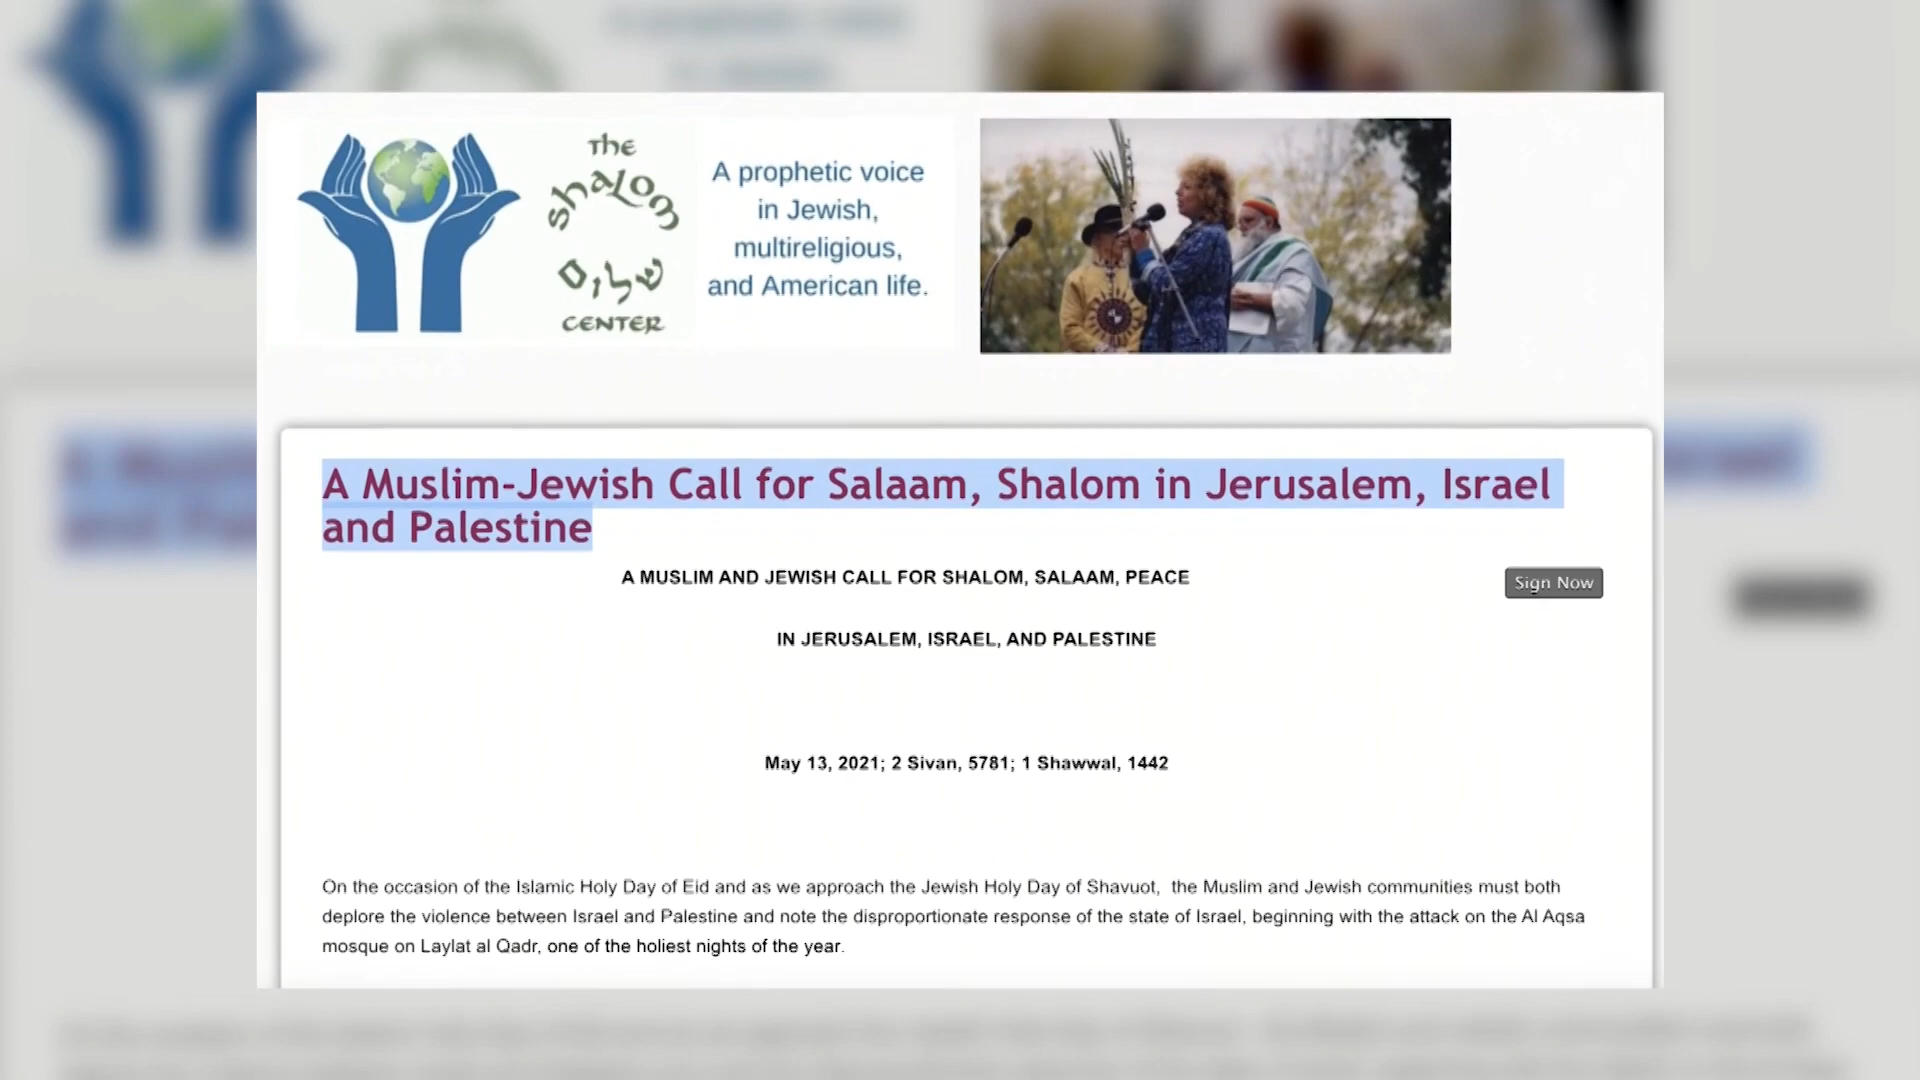 The
Shalom
שלום
CENTER
A prophetic voice
in Jewish,
multireligious,
and American life.
A Muslim-Jewish Call for Salaam, Shalom in Jerusalem, Israel
and Palestine
A MUSLIM AND JEWISH CALL FOR SHALOM, SALAAM, PEACE
Sign Now
IN JERUSALEM, ISRAEL, AND PALESTINE
May 13, 2021; 2 Sivan, 5781; 1 Shawwal, 1442
On the occasion of the Islamic Holy Day of Eid and as we approach the Jewish Holy Day of Shavuot, the Muslim and Jewish communities must both
deplore the violence between Israel and Palestine and note the disproportionate response of the state of Israel, beginning with the attack on the Al Aqsa
mosque on Laylat al Qadr, one of the holiest nights of the year.